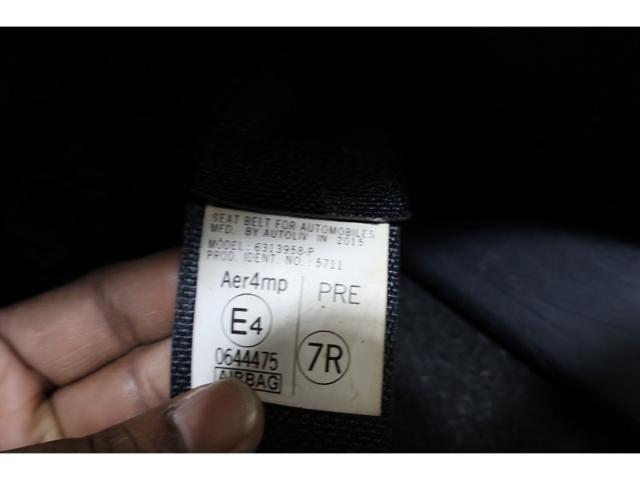 SEAT BELT FOR AUTOMOBILES
MFD. BY AUTOLIV IN 2015
MODEL: 6313958-P
PROD. IDENT. NO.: 5711
Aer4mp
PRE
E4
7R
0644475
AIRBAG